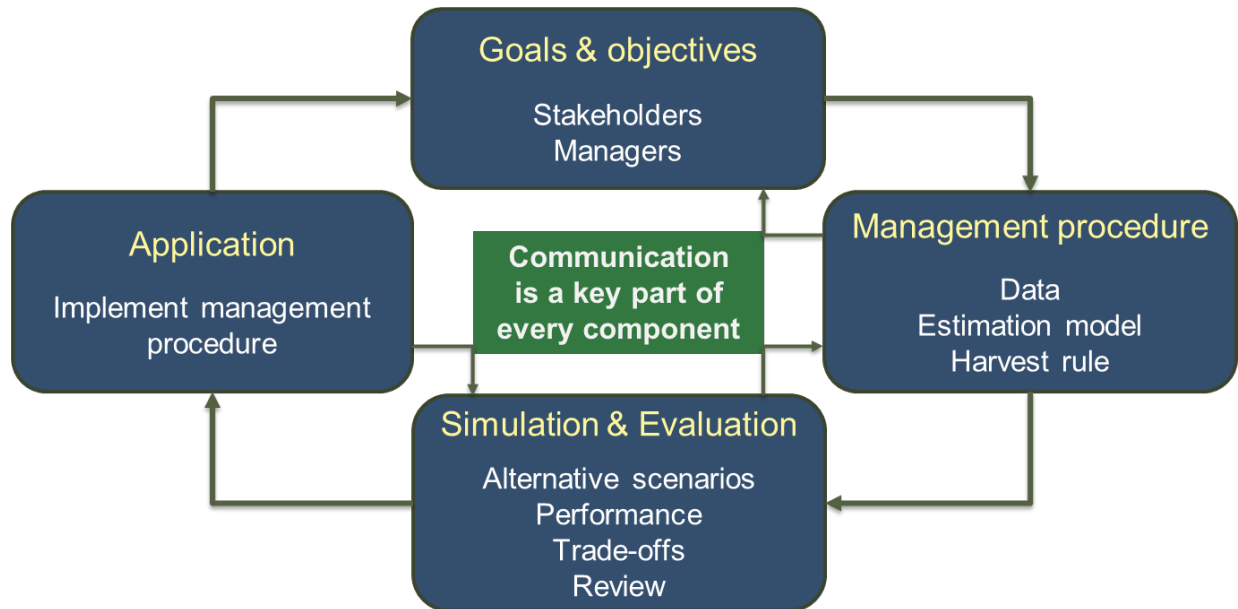 Goals & objectives
Stakeholders
Managers
Application
Implement management
procedure
Communication
is a key part of
every component
Management procedure
Data
Estimation model
Harvest rule
Simulation & Evaluation
Alternative scenarios
Performance
Trade-offs
Review